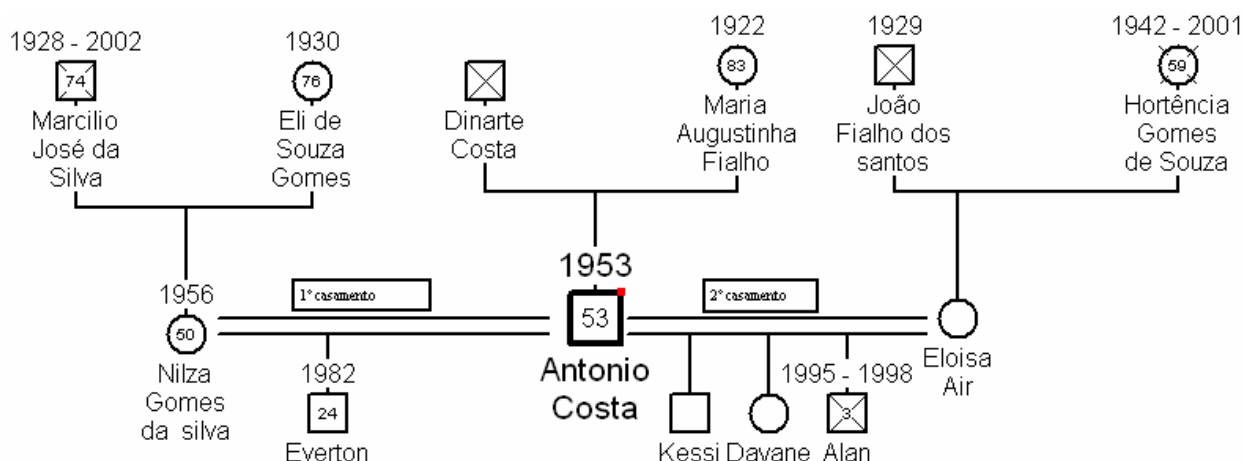 1928 - 2002
74
Marcilio
José da
Silva
1930
76
Eli de
Souza
Gomes
Dinarte
Costa
1922
83
Maria
Augustinha
Fialho
1929
João
Fialho dos
santos
1942 - 2001
59
Hortência
Gomes
de Souza
1956
50
Nilza
Gomes
da silva
1º casamento
1982
24
Everton
1953
53
Antonio
Costa
2º casamento
Kessi
Davane
1995 - 1998
3
Alan
Eloisa
Air